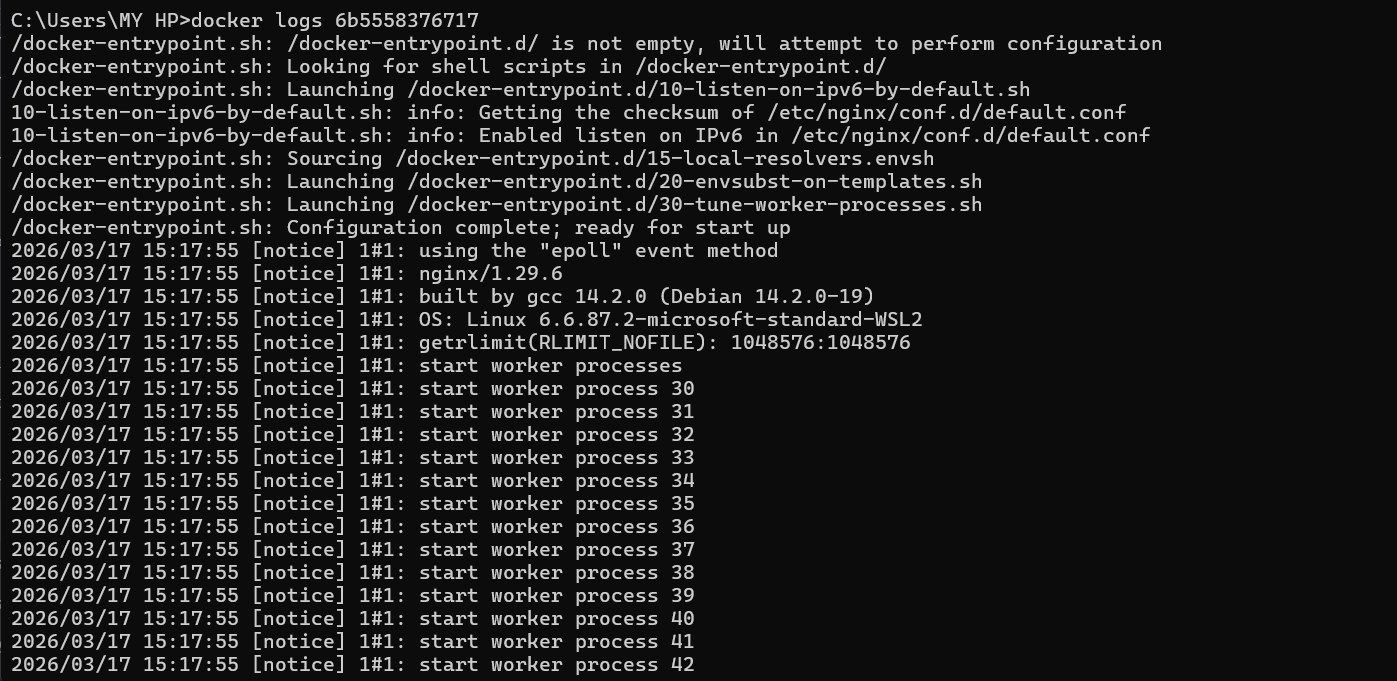 C:\Users\MY HP>docker logs 6b5558376717
/docker-entrypoint.sh: /docker-entrypoint.d/ is not empty, will attempt to perform configuration
/docker-entrypoint.sh: Looking for shell scripts in /docker-entrypoint.d/
/docker-entrypoint.sh: Launching /docker-entrypoint.d/10-listen-on-ipv6-by-default.sh
10-listen-on-ipv6-by-default.sh: info: Getting the checksum of /etc/nginx/conf.d/default.conf
10-listen-on-ipv6-by-default.sh: info: Enabled listen on IPv6 in /etc/nginx/conf.d/default.conf
/docker-entrypoint.sh: Sourcing /docker-entrypoint.d/15-local-resolvers.envsh
/docker-entrypoint.sh: Launching /docker-entrypoint.d/20-envsubst-on-templates.sh
/docker-entrypoint.sh: Launching /docker-entrypoint.d/30-tune-worker-processes.sh
/docker-entrypoint.sh: Configuration complete; ready for start up
2026/03/17 15:17:55 [notice] 1#1: using the "epoll" event method
2026/03/17 15:17:55 [notice] 1#1: nginx/1.29.6
2026/03/17 15:17:55 [notice] 1#1: built by gcc 14.2.0 (Debian 14.2.0-19)
2026/03/17 15:17:55 [notice] 1#1: OS: Linux 6.6.87.2-microsoft-standard-WSL2
2026/03/17 15:17:55 [notice] 1#1: getrlimit(RLIMIT_NOFILE): 1048576:1048576
2026/03/17 15:17:55 [notice] 1#1: start worker processes
2026/03/17 15:17:55 [notice] 1#1: start worker process 30
2026/03/17 15:17:55 [notice] 1#1: start worker process 31
2026/03/17 15:17:55 [notice] 1#1: start worker process 32
2026/03/17 15:17:55 [notice] 1#1: start worker process 33
2026/03/17 15:17:55 [notice] 1#1: start worker process 34
2026/03/17 15:17:55 [notice] 1#1: start worker process 35
2026/03/17 15:17:55 [notice] 1#1: start worker process 36
2026/03/17 15:17:55 [notice] 1#1: start worker process 37
2026/03/17 15:17:55 [notice] 1#1: start worker process 38
2026/03/17 15:17:55 [notice] 1#1: start worker process 39
2026/03/17 15:17:55 [notice] 1#1: start worker process 40
2026/03/17 15:17:55 [notice] 1#1: start worker process 41
2026/03/17 15:17:55 [notice] 1#1: start worker process 42